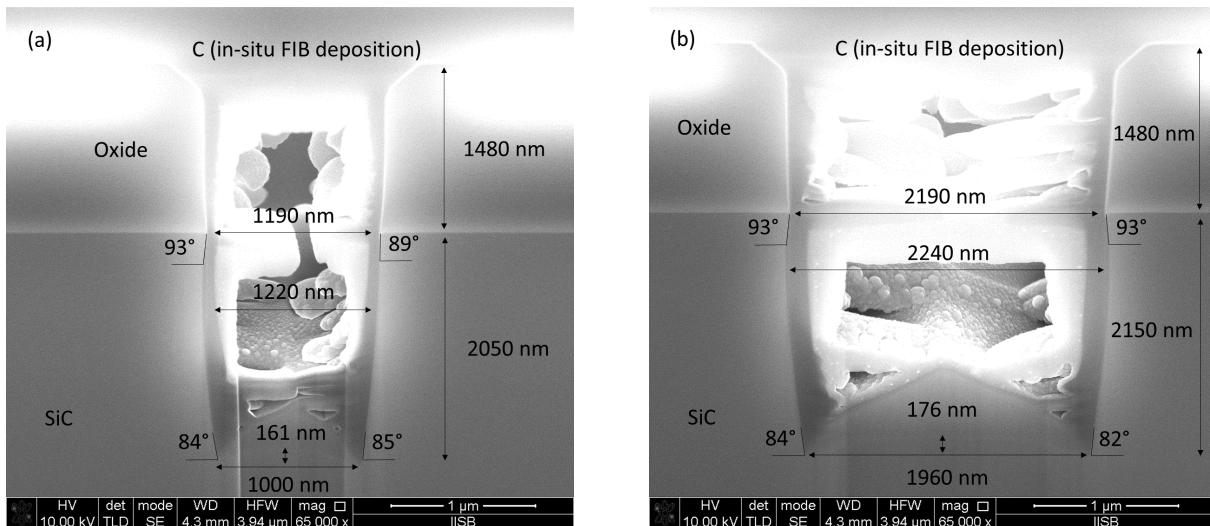 (a)
C (in-situ FIB deposition)
Oxide
1480 nm
1190 nm
93°
89°
1220 nm
2050 nm
SiC
84°
161 nm
85°
1000 nm
HV
det
mode
WD
HFW
mag
10.00 kV
TLD
SE
4.3 mm
3.94 µm
65 000 x
1 µm
IISB
(b)
C (in-situ FIB deposition)
Oxide
1480 nm
2190 nm
93°
93°
2240 nm
2150 nm
SiC
176 nm
84°
82°
1960 nm
HV
det
mode
WD
HFW
mag
10.00 kV
TLD
SE
4.3 mm
3.94 µm
65 000 x
1 µm
IISB